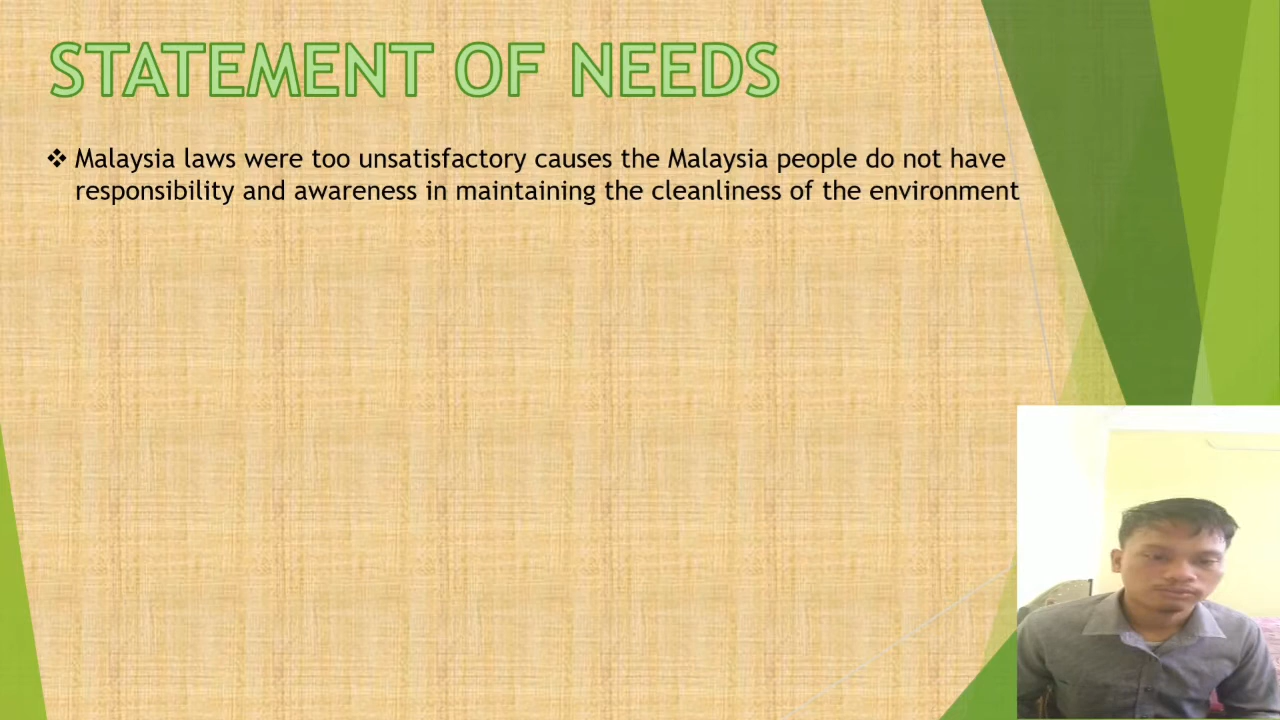 STATEMENT OF NEEDS
❖ Malaysia laws were too unsatisfactory causes the Malaysia people do not have
responsibility and awareness in maintaining the cleanliness of the environment